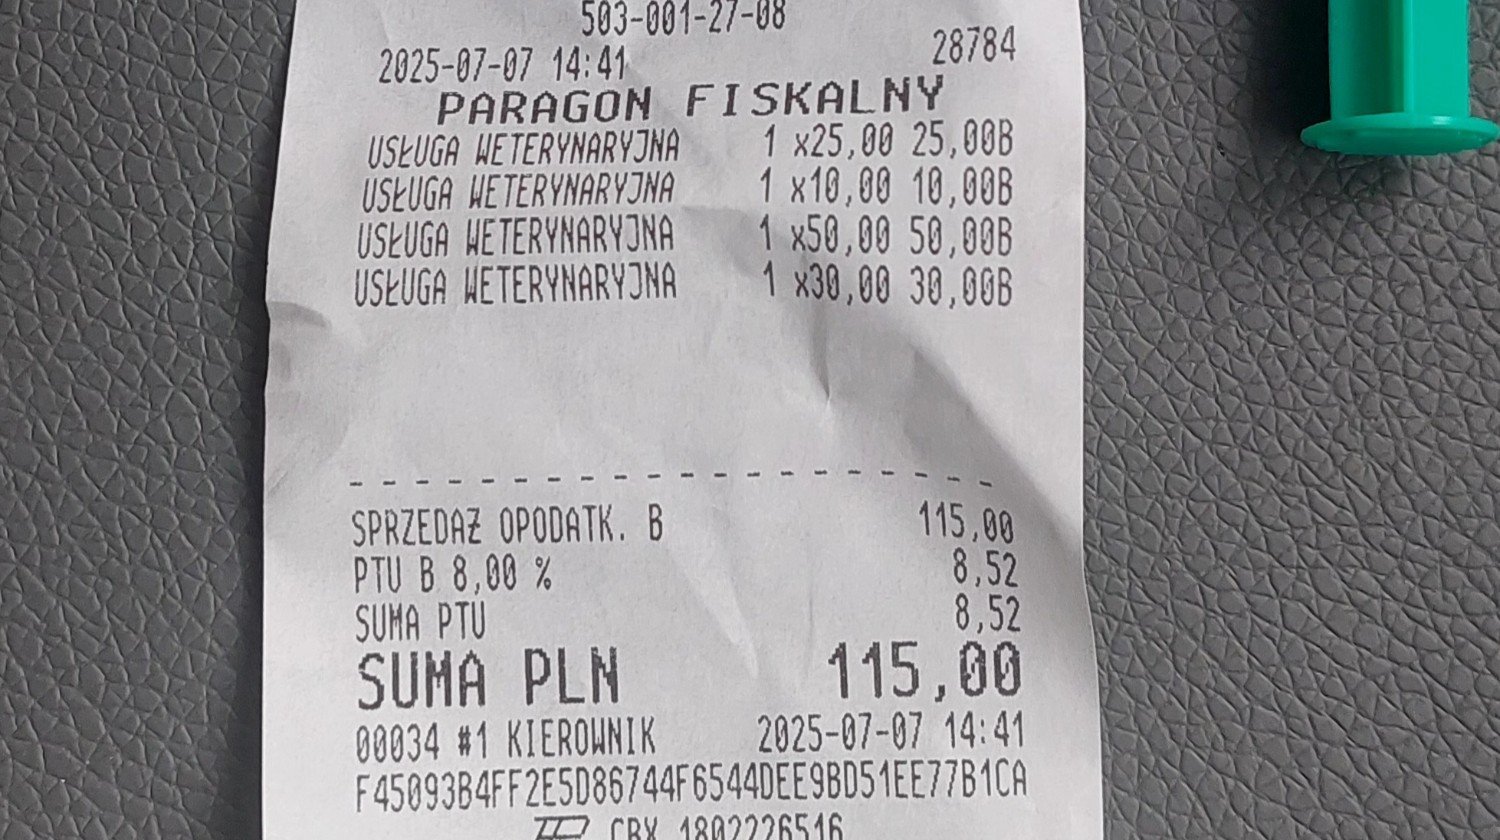 503-001-27-08
2025-07-07 14:41 28784
PARAGON FISKALNY
USŁUGA WETERYNARYJNA 1 x25,00 25,00B
USŁUGA WETERYNARYJNA 1 x10,00 10,00B
USŁUGA WETERYNARYJNA 1 x50,00 50,00B
USŁUGA WETERYNARYJNA 1 x30,00 30,00B
- - - - - - - - - - - - - - - - - - - -
SPRZEDAŻ OPODATK. B 115,00
PTU B 8,00 % 8,52
SUMA PTU 8,52
SUMA PLN 115,00
00034 #1 KIEROWNIK 2025-07-07 14:41
F45093B4FF2E5D86744F6544DEE9BD51EE77B1CA
CBX 1802226516